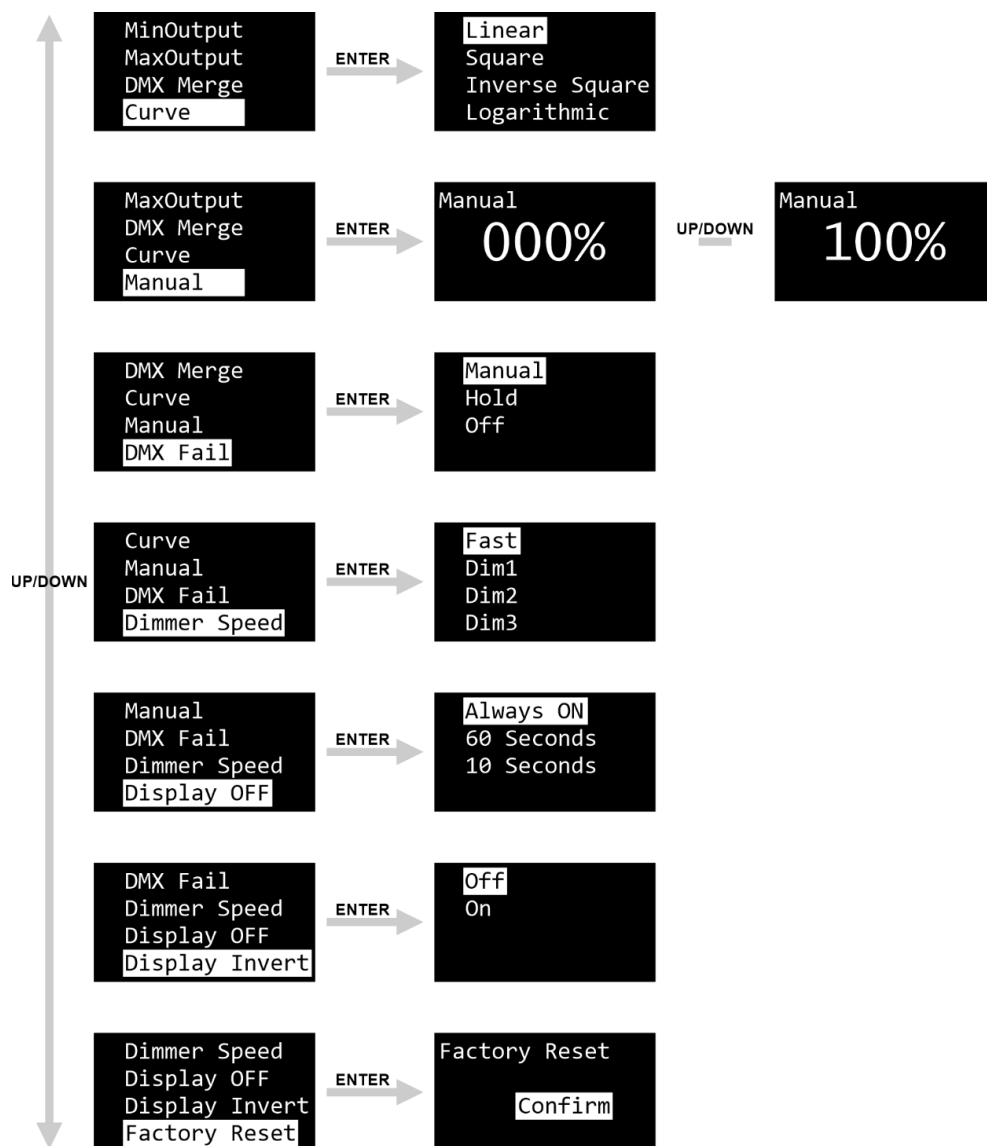 MinOutput
MaxOutput
DMX Merge
Curve
ENTER
Linear
Square
Inverse Square
Logarithmic
MaxOutput
DMX Merge
Curve
Manual
ENTER
Manual
000%
UP/DOWN
Manual
100%
DMX Merge
Curve
Manual
DMX Fail
ENTER
Manual
Hold
Off
UP/DOWN
Curve
Manual
DMX Fail
Dimmer Speed
ENTER
Fast
Dim1
Dim2
Dim3
Manual
DMX Fail
Dimmer Speed
Display OFF
ENTER
Always ON
60 Seconds
10 Seconds
DMX Fail
Dimmer Speed
Display OFF
Display Invert
ENTER
Off
On
Dimmer Speed
Display OFF
Display Invert
Factory Reset
ENTER
Factory Reset
Confirm